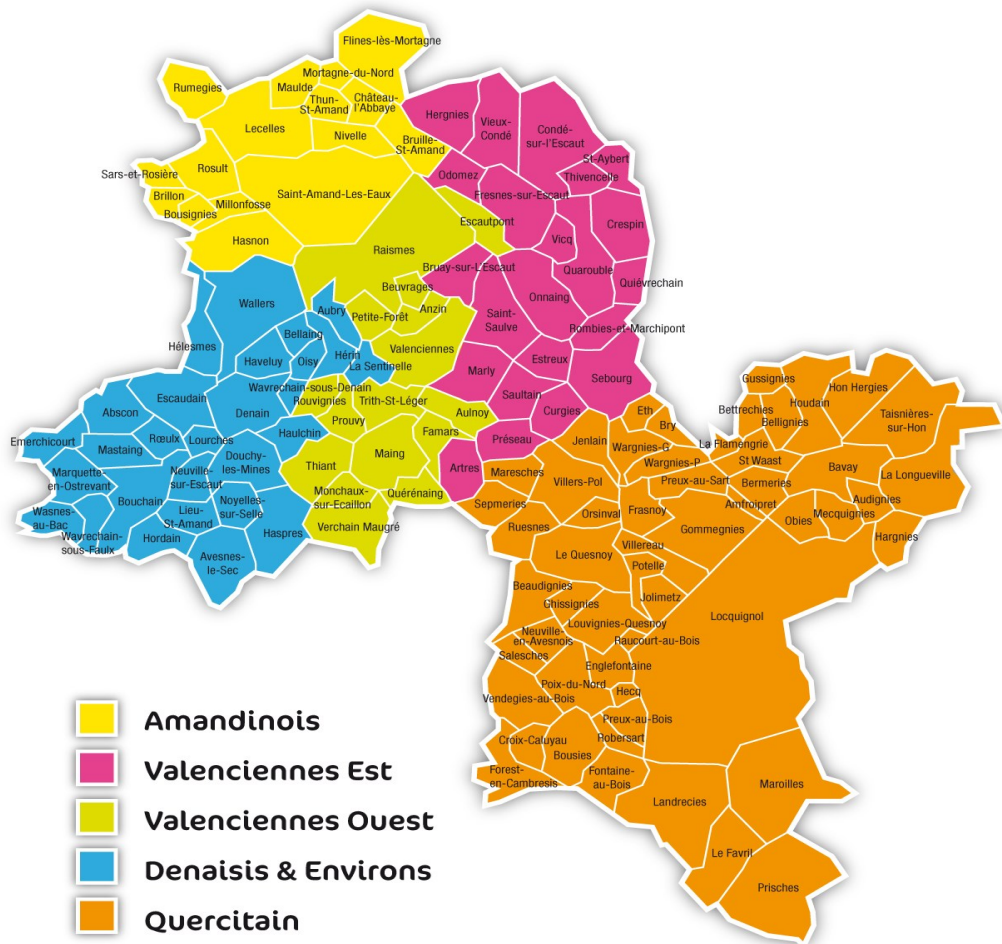 Flines-lès-Mortagne
Mortagne-du-Nord
Rumegies
Maulde
Thun-
St-Amand
Château-
l'Abbaye
Lecelles
Nivelle
Bruille-
St-Amand
Sars-et-Rosière
Rosult
Brillon
Bousignies
Millonfosse
Saint-Amand-Les-Eaux
Hasnon
Hergnies
Vieux-
Condé
Condé-
sur-l'Escaut
St-Aybert
Thivencelle
Odomez
Fresnes-sur-Escaut
Escautpont
Crespin
Vicq
Raismes
Bruay-sur-L'Escaut
Quarouble
Quièvrechain
Beuvrages
Onnaing
Anzin
Petite-Forêt
Saint-
Saulve
Rombies-et-Marchipont
Valenciennes
Estreux
Marly
Sebourg
Saultain
Curgies
Wallers
Aubry
Bellaing
Hélesmes
Haveluy
Oisy
Hérin
La Sentinelle
Wavrechain-sous-Denain
Rouvignies
Trith-St-Léger
Aulnoy
Prouvy
Famars
Escaudain
Denain
Abscon
Haulchin
Emerchicourt
Mastaing
Rœulx
Lourches
Douchy-
les-Mines
Thiant
Maing
Préseau
Artres
Marquette-
en-Ostrevant
Neuville-
sur-Escaut
Monchaux-
sur-Ecaillon
Quérénaing
Bouchain
Noyelles-
sur-Selle
Wasnes-
au-Bac
Lieu-
St-Amand
Verchain Maugré
Wavrechain-
sous-Faulx
Hordain
Haspres
Avesnes-
le-Sec
Gussignies
Hon Hergies
Houdain
Bettrechies
Bellignies
Taisnières-
sur-Hon
Eth
Bry
Jenlain
Wargnies-G
La Flamengrie
St Waast
Wargnies-P
Bavay
Maresches
Villers-Pol
Preux-au-Sart
Bermeries
La Longueville
Sepmeries
Orsinval
Frasnoy
Amfroipret
Audignies
Mecquignies
Obies
Ruesnes
Gommegnies
Hargnies
Villereau
Le Quesnoy
Potelle
Beaudignies
Jolimetz
Ghissignies
Locquignol
Louvignies-Quesnoy
Neuville-
en-Avesnois
Raucourt-au-Bois
Salesches
Englefontaine
Poix-du-Nord
Hecq
Vendegies-au-Bois
Preux-au-Bois
Robersart
Croix-Caluyau
Bousies
Forest-
en-Cambresis
Fontaine-
au-Bois
Maroilles
Landrecies
Le Favril
Prisches
Amandinois
Valenciennes Est
Valenciennes Ouest
Denaisis & Environs
Quercitain